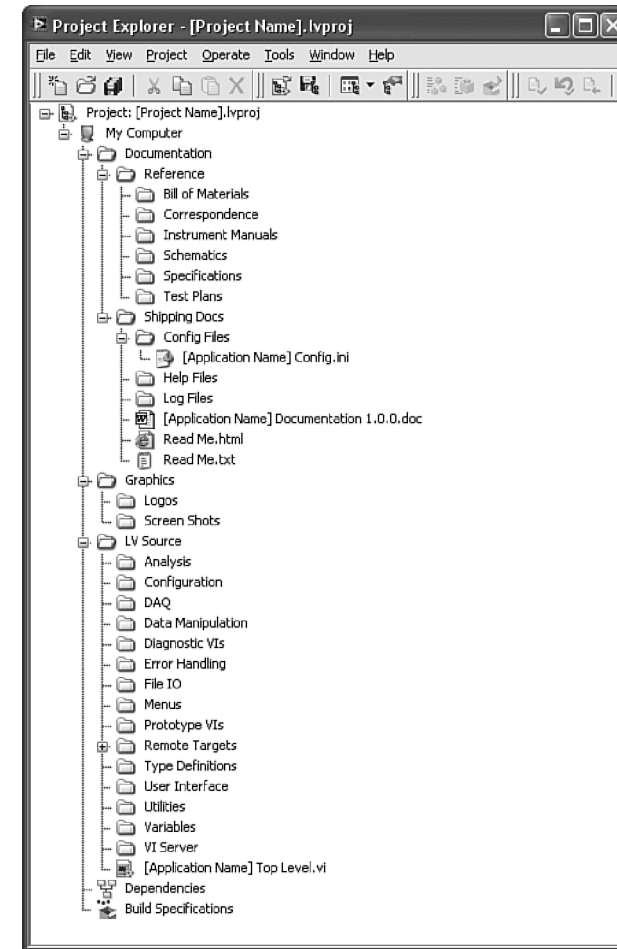 Project Explorer - [Project Name].lvproj
File Edit View Project Operate Tools Window Help
Project: [Project Name].lvproj
My Computer
Documentation
Reference
Bill of Materials
Correspondence
Instrument Manuals
Schematics
Specifications
Test Plans
Shipping Docs
Config Files
[Application Name] Config.ini
Help Files
Log Files
[Application Name] Documentation 1.0.0.doc
Read Me.html
Read Me.txt
Graphics
Logos
Screen Shots
LV Source
Analysis
Configuration
DAQ
Data Manipulation
Diagnostic VIs
Error Handling
File IO
Menus
Prototype VIs
Remote Targets
Type Definitions
User Interface
Utilities
Variables
VI Server
[Application Name] Top Level.vi
Dependencies
Build Specifications